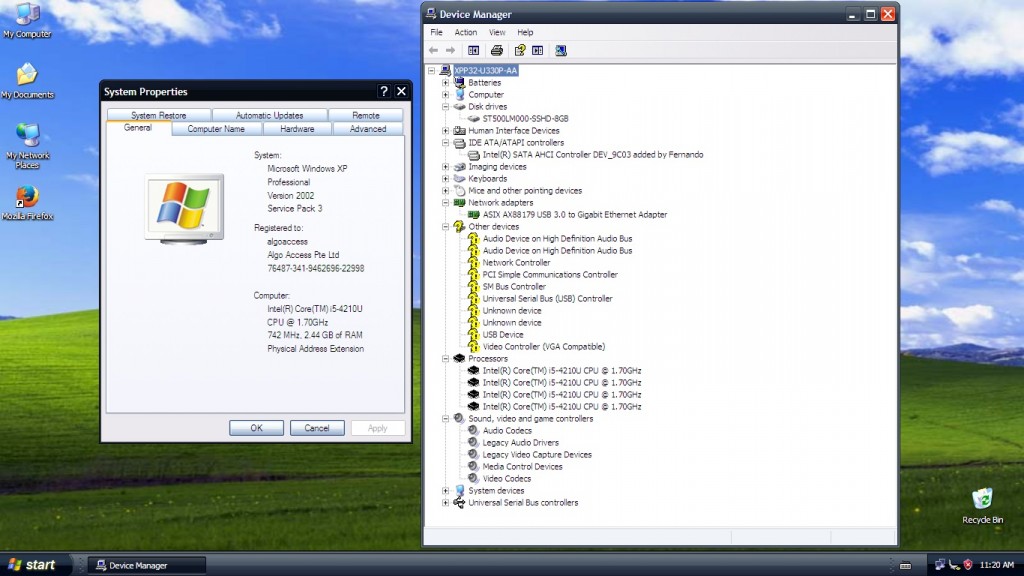 My Computer
My Documents
My Network
Places
Mozilla Firefox
System Properties
System Restore
Automatic Updates
Remote
General
Computer Name
Hardware
Advanced
System:
Microsoft Windows XP
Professional
Version 2002
Service Pack 3
Registered to:
algoaccess
Algo Access Pte Ltd
76487-341-9462696-22998
Computer:
Intel(R) Core(TM) i5-4210U
CPU @ 1.70GHz
742 MHz, 2.44 GB of RAM
Physical Address Extension
OK
Cancel
Apply
Device Manager
File Action View Help
XPP32-U330P-AA
Batteries
Computer
Disk drives
ST500LM000-SSHD-8GB
Human Interface Devices
IDE ATA/ATAPI controllers
Intel(R) SATA AHCI Controller DEV_9C03 added by Fernando
Imaging devices
Keyboards
Mice and other pointing devices
Network adapters
ASIX AX88179 USB 3.0 to Gigabit Ethernet Adapter
Other devices
Audio Device on High Definition Audio Bus
Audio Device on High Definition Audio Bus
Network Controller
PCI Simple Communications Controller
SM Bus Controller
Universal Serial Bus (USB) Controller
Unknown device
Unknown device
USB Device
Video Controller (VGA Compatible)
Processors
Intel(R) Core(TM) i5-4210U CPU @ 1.70GHz
Intel(R) Core(TM) i5-4210U CPU @ 1.70GHz
Intel(R) Core(TM) i5-4210U CPU @ 1.70GHz
Intel(R) Core(TM) i5-4210U CPU @ 1.70GHz
Sound, video and game controllers
Audio Codecs
Legacy Audio Drivers
Legacy Video Capture Devices
Media Control Devices
Video Codecs
System devices
Universal Serial Bus controllers
Recycle Bin
start
Device Manager
11:20 AM